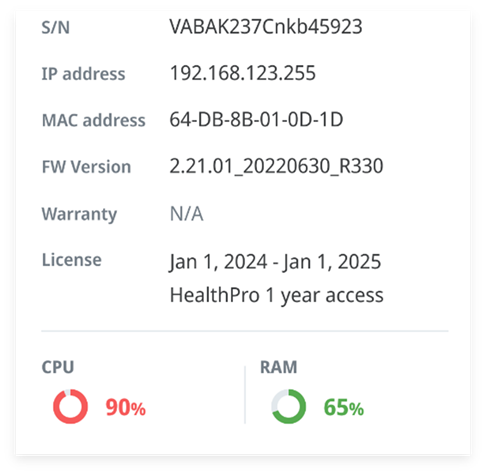 S/N VABAK237Cnkb45923
IP address 192.168.123.255
MAC address 64-DB-8B-01-0D-1D
FW Version 2.21.01_20220630_R330
Warranty N/A
License Jan 1, 2024 - Jan 1, 2025
HealthPro 1 year access
CPU RAM
90% 65%